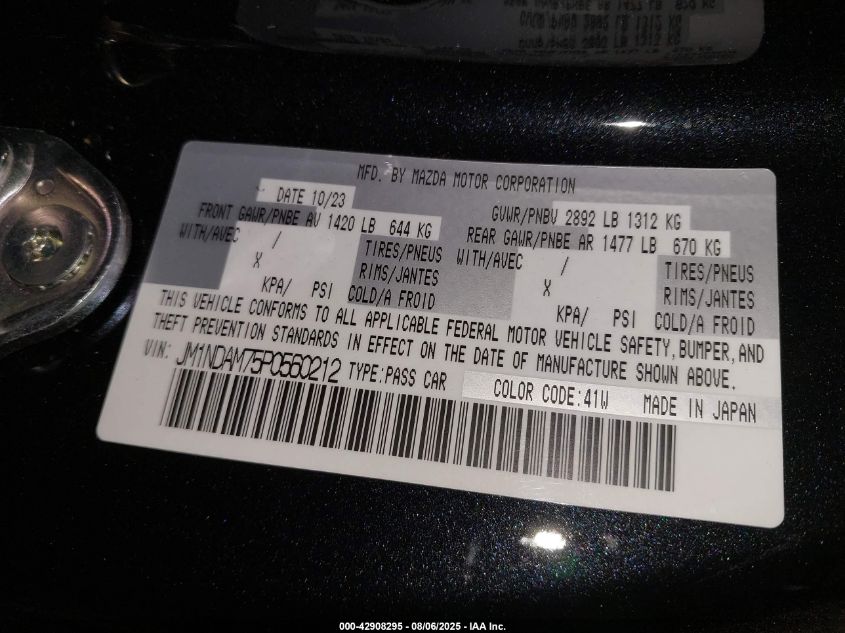 MFD. BY MAZDA MOTOR CORPORATION
DATE 10/23 GVWR/PNBV 2892 LB 1312 KG
FRONT GAWR/PNBE AV 1420 LB 644 KG REAR GAWR/PNBE AR 1477 LB 670 KG
WITH/AVEC / TIRES/PNEUS WITH/AVEC / TIRES/PNEUS
X RIMS/JANTES X RIMS/JANTES
KPA/ PSI COLD/A FROID KPA/ PSI COLD/A FROID
THIS VEHICLE CONFORMS TO ALL APPLICABLE FEDERAL MOTOR VEHICLE SAFETY, BUMPER, AND
THEFT PREVENTION STANDARDS IN EFFECT ON THE DATE OF MANUFACTURE SHOWN ABOVE.
VIN: JM1NDAM75P0560212 TYPE:PASS CAR COLOR CODE:41W MADE IN JAPAN
000-42908295 - 08/06/2025 - IAA Inc.